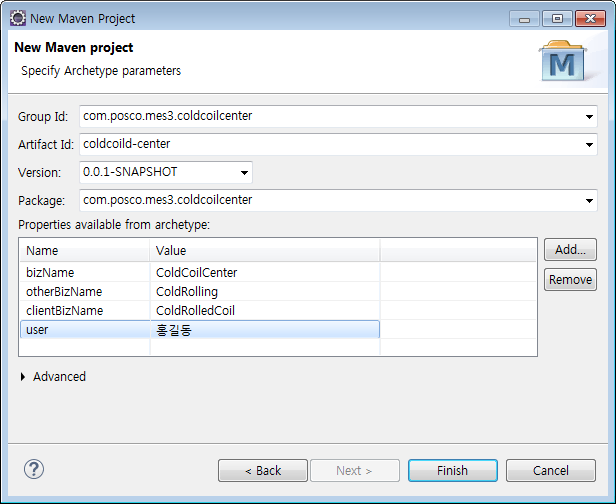 New Maven Project
New Maven project
Specify Archetype parameters
M
Group Id: com.posco.mes3.coldcoilcenter
Artifact Id: coldcoild-center
Version: 0.0.1-SNAPSHOT
Package: com.posco.mes3.coldcoilcenter
Properties available from archetype:
Name Value Add...
bizName ColdCoilCenter Remove
otherBizName ColdRolling
clientBizName ColdRolledCoil
user 홍길동
Advanced
? < Back Next > Finish Cancel